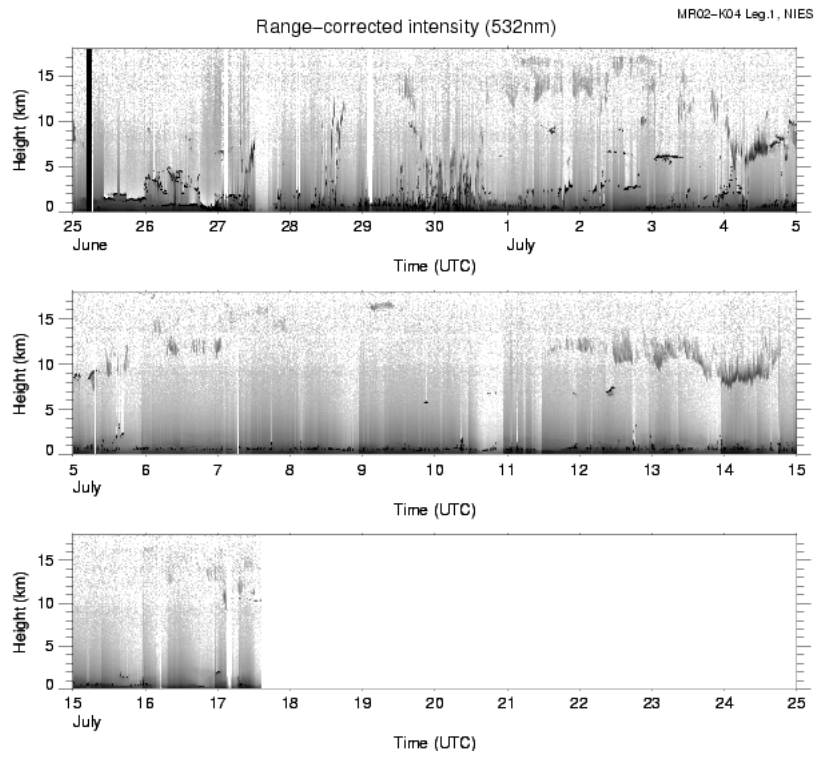 MR02-K04 Leg.1, NIES
Range-corrected intensity (532nm)
Height (km)
15
10
5
0
25 26 27 28 29 30 1 2 3 4 5
June July
Time (UTC)
Height (km)
15
10
5
0
5 6 7 8 9 10 11 12 13 14 15
July
Time (UTC)
Height (km)
15
10
5
0
15 16 17 18 19 20 21 22 23 24 25
July
Time (UTC)